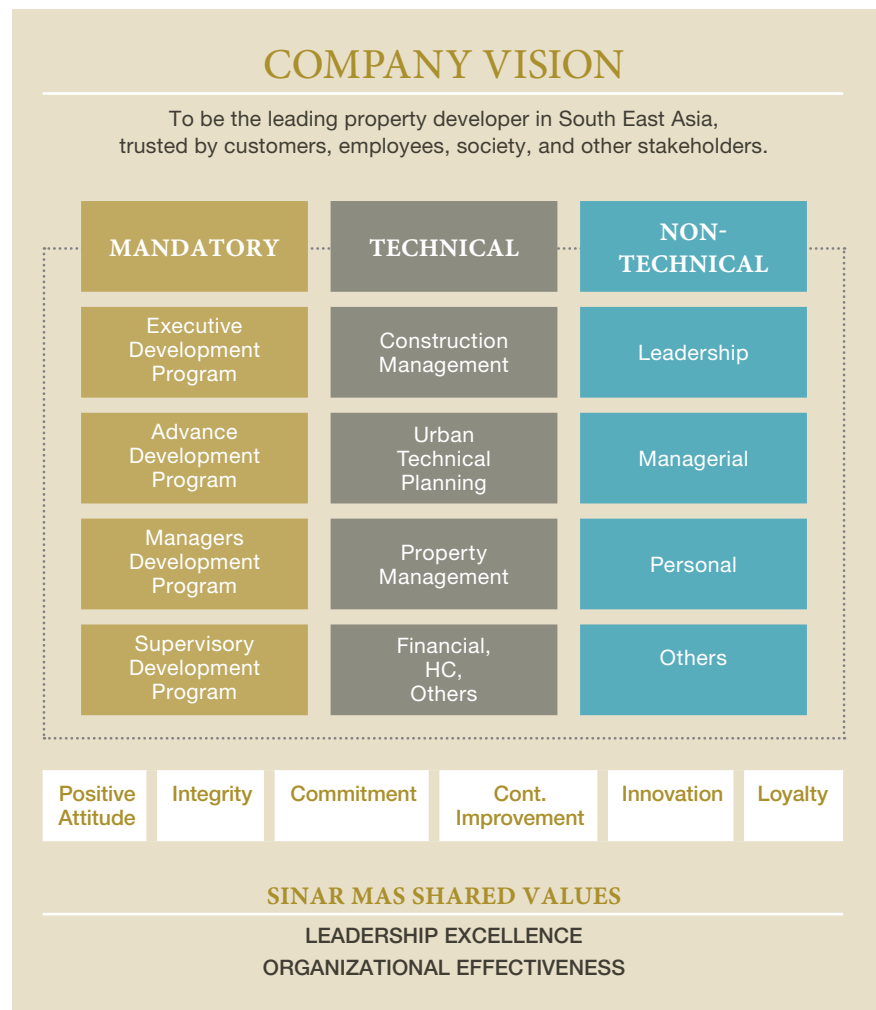 COMPANY VISION
To be the leading property developer in South East Asia,
trusted by customers, employees, society, and other stakeholders.
MANDATORY
Executive
Development
Program
Advance
Development
Program
Managers
Development
Program
Supervisory
Development
Program
TECHNICAL
Construction
Management
Urban
Technical
Planning
Property
Management
Financial,
HC,
Others
NON-
TECHNICAL
Leadership
Managerial
Personal
Others
Positive
Attitude
Integrity
Commitment
Cont.
Improvement
Innovation
Loyalty
SINAR MAS SHARED VALUES
LEADERSHIP EXCELLENCE
ORGANIZATIONAL EFFECTIVENESS